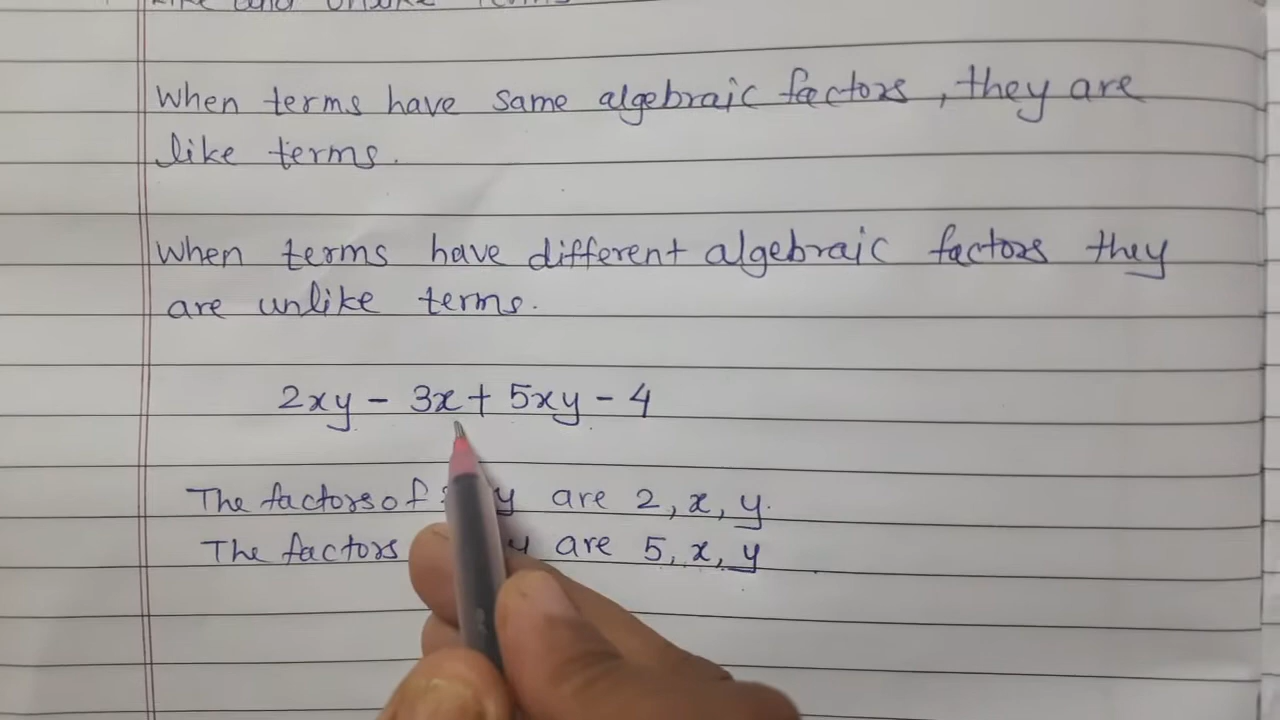 When terms have same algebraic factors, they are
like terms.
When terms have different algebraic factors they
are unlike terms.
2xy - 3x + 5xy - 4
The factors of y are 2, x, y.
The factors y are 5, x, y